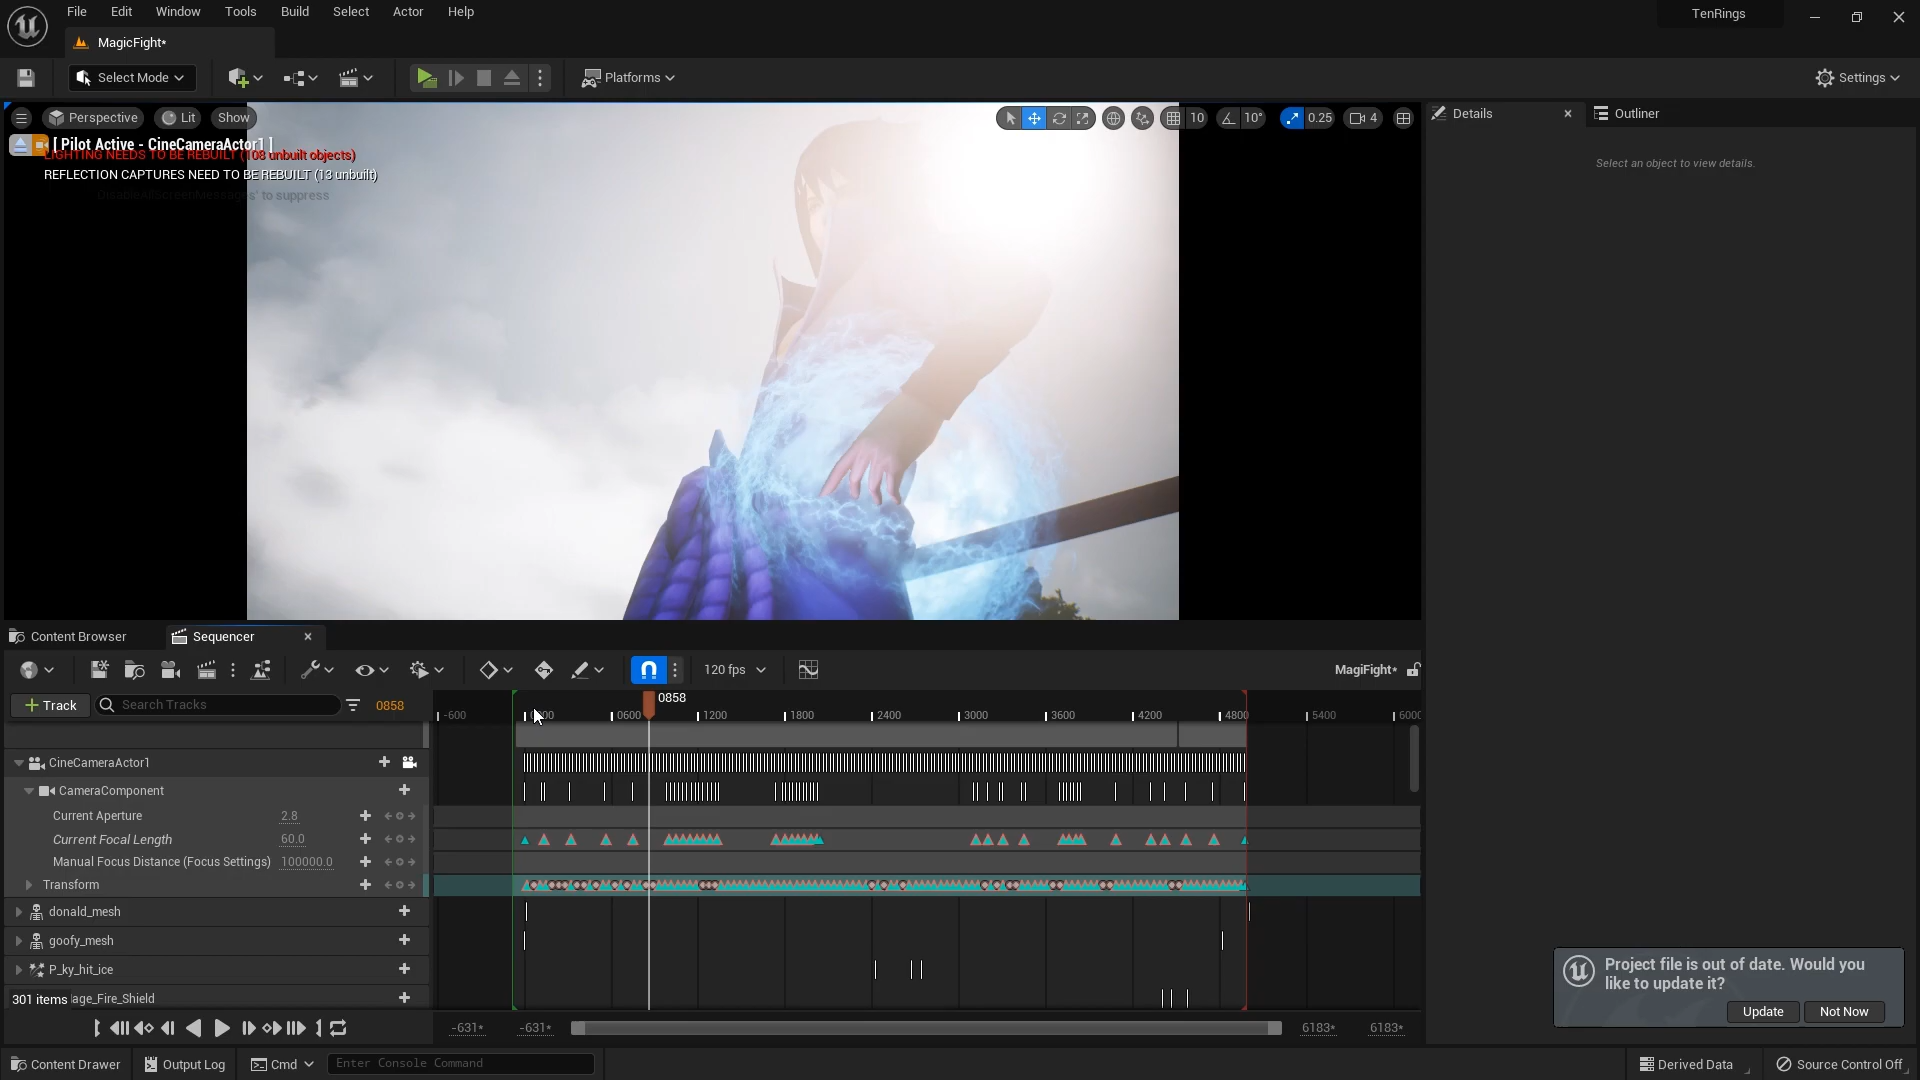 File Edit Window Tools Build Select Actor Help
TenRings
MagicFight*
Select Mode
Platforms
Settings
Perspective Lit Show
10 10° 0.25 4
[ Pilot Active - CineCameraActor1 ]
LIGHTING NEEDS TO BE REBUILT (108 unbuilt objects)
REFLECTION CAPTURES NEED TO BE REBUILT (13 unbuilt)
'DisableAllScreenMessages' to suppress
Details
Outliner
Select an object to view details.
Content Browser
Sequencer
120 fps
MagiFight*
Track
Search Tracks
0858
0858
-600 0000 0600 1200 1800 2400 3000 3600 4200 4800 5400 6000
CineCameraActor1
CameraComponent
Current Aperture 2.8
Current Focal Length 60.0
Manual Focus Distance (Focus Settings) 100000.0
Transform
donald_mesh
goofy_mesh
P_ky_hit_ice
301 items
age_Fire_Shield
-631* -631* 6183* 6183*
Project file is out of date. Would you
like to update it?
Update Not Now
Content Drawer Output Log Cmd Enter Console Command
Derived Data Source Control Off